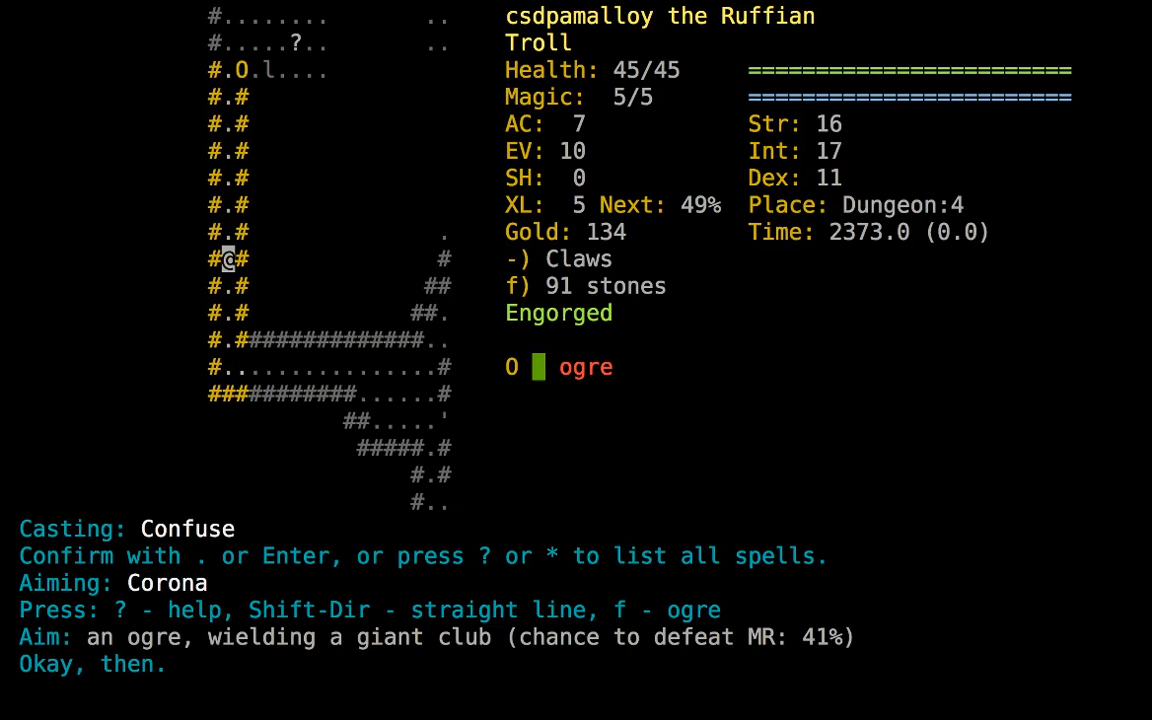 #........       ..    csdpamalloy the Ruffian
#.....?..       ..    Troll
#.O.l....             Health: 45/45     ========================
#.#                   Magic:  5/5       ========================
#.#                   AC:  7            Str: 16
#.#                   EV: 10            Int: 17
#.#                   SH:  0            Dex: 11
#.#                   XL:  5 Next: 49%  Place: Dungeon:4
#.#              .    Gold: 134         Time: 2373.0 (0.0)
#@#              #    -) Claws
#.#             ##    f) 91 stones
#.#            ##.    Engorged
#.##############..
#...............#     O   ogre
###########......#
          ##.....'
           #####.#
               #.#
               #..
Casting: Confuse
Confirm with . or Enter, or press ? or * to list all spells.
Aiming: Corona
Press: ? - help, Shift-Dir - straight line, f - ogre
Aim: an ogre, wielding a giant club (chance to defeat MR: 41%)
Okay, then.